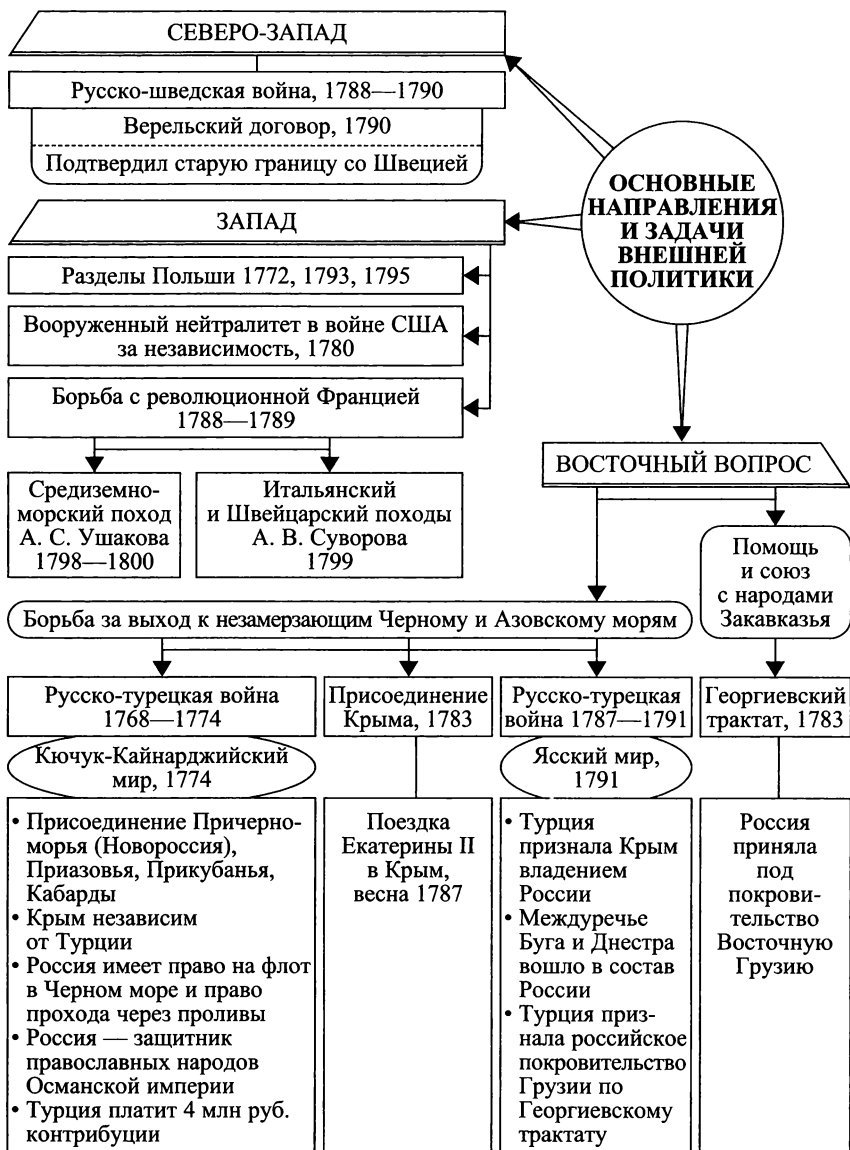 СЕВЕРО-ЗАПАД
Русско-шведская война, 1788—1790
Верельский договор, 1790
Подтвердил старую границу со Швецией
ОСНОВНЫЕ
НАПРАВЛЕНИЯ
И ЗАДАЧИ
ВНЕШНЕЙ
ПОЛИТИКИ
ЗАПАД
Разделы Польши 1772, 1793, 1795
Вооруженный нейтралитет в войне США
за независимость, 1780
Борьба с революционной Францией
1788—1789
Средиземно-
морский поход
А. С. Ушакова
1798—1800
Итальянский
и Швейцарский походы
А. В. Суворова
1799
ВОСТОЧНЫЙ ВОПРОС
Помощь
и союз
с народами
Закавказья
Борьба за выход к незамерзающим Черному и Азовскому морям
Русско-турецкая война
1768—1774
Кючук-Кайнарджийский
мир, 1774
• Присоединение Причерно-
морья (Новороссия),
Приазовья, Прикубанья,
Кабарды
• Крым независим
от Турции
• Россия имеет право на флот
в Черном море и право
прохода через проливы
• Россия — защитник
православных народов
Османской империи
• Турция платит 4 млн руб.
контрибуции
Присоединение
Крыма, 1783
Поездка
Екатерины II
в Крым,
весна 1787
Русско-турецкая
война 1787—1791
Ясский мир,
1791
• Турция
признала Крым
владением
России
• Междуречье
Буга и Днестра
вошло в состав
России
• Турция приз-
нала российское
покровительство
Грузии по
Георгиевскому
трактату
Георгиевский
трактат, 1783
Россия
приняла
под
покрови-
тельство
Восточную
Грузию